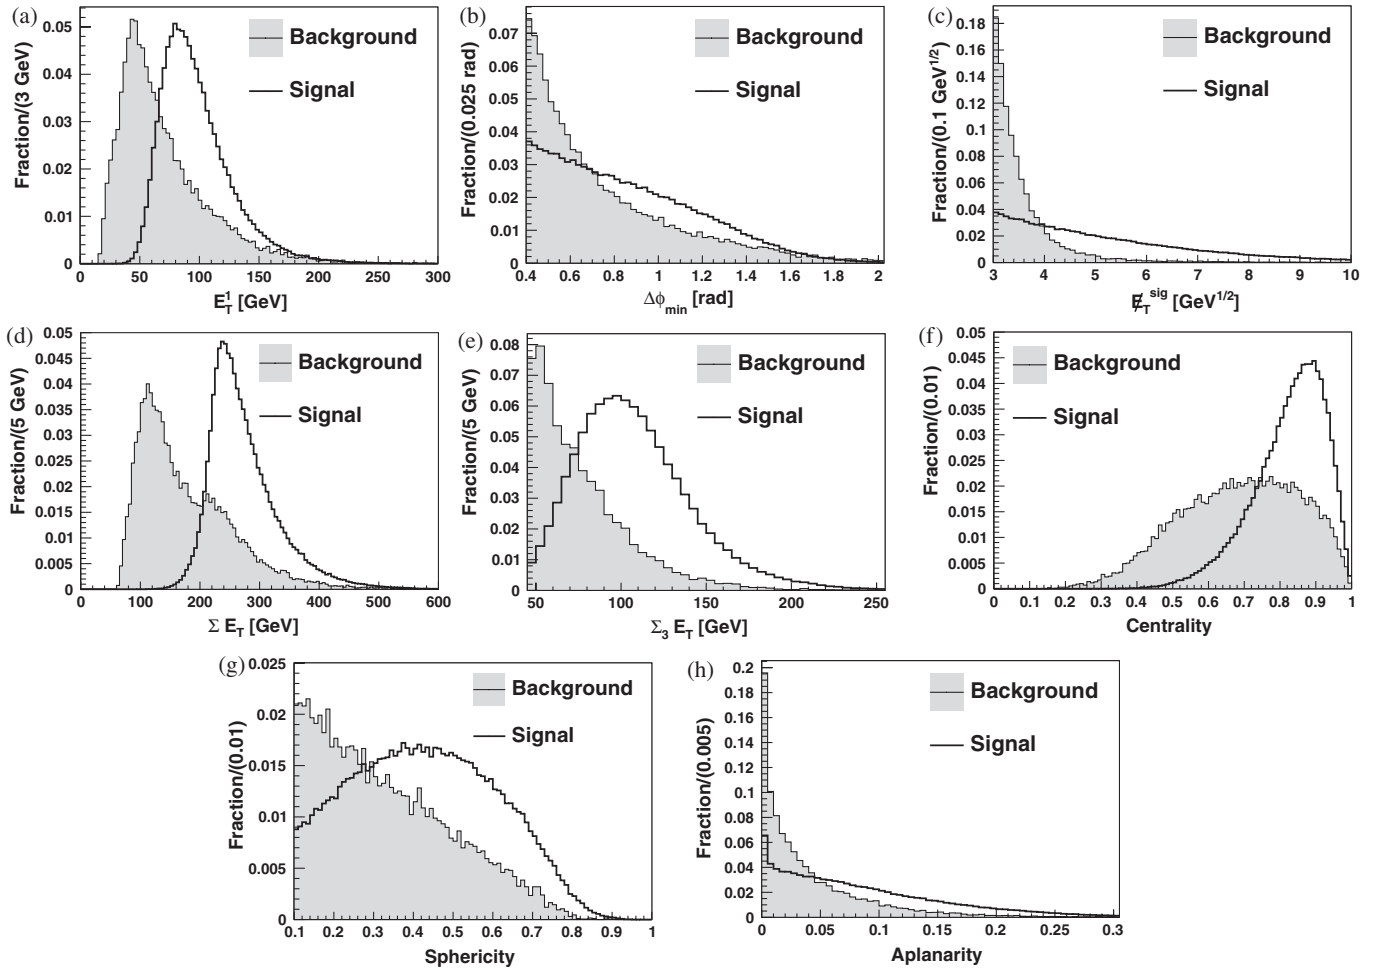 (a)
Fraction/(3 GeV)
0.05
0.04
0.03
0.02
0.01
0
Background
Signal
0 50 100 150 200 250 300
E_T^1 [GeV]
(b)
Fraction/(0.025 rad)
0.07
0.06
0.05
0.04
0.03
0.02
0.01
0
Background
Signal
0.4 0.6 0.8 1 1.2 1.4 1.6 1.8 2
Δϕ_min [rad]
(c)
Fraction/(0.1 GeV^1/2)
0.18
0.16
0.14
0.12
0.1
0.08
0.06
0.04
0.02
0
Background
Signal
3 4 5 6 7 8 9 10
E̸_T^sig [GeV^1/2]
(d)
Fraction/(5 GeV)
0.05
0.045
0.04
0.035
0.03
0.025
0.02
0.015
0.01
0.005
0
Background
Signal
0 100 200 300 400 500 600
Σ E_T [GeV]
(e)
Fraction/(5 GeV)
0.08
0.07
0.06
0.05
0.04
0.03
0.02
0.01
0
Background
Signal
50 100 150 200 250
Σ_3 E_T [GeV]
(f)
Fraction/(0.01)
0.05
0.045
0.04
0.035
0.03
0.025
0.02
0.015
0.01
0.005
0
Background
Signal
0 0.1 0.2 0.3 0.4 0.5 0.6 0.7 0.8 0.9 1
Centrality
(g)
Fraction/(0.01)
0.025
0.02
0.015
0.01
0.005
0
Background
Signal
0.1 0.2 0.3 0.4 0.5 0.6 0.7 0.8 0.9 1
Sphericity
(h)
Fraction/(0.005)
0.2
0.18
0.16
0.14
0.12
0.1
0.08
0.06
0.04
0.02
0
Background
Signal
0 0.05 0.1 0.15 0.2 0.25 0.3
Aplanarity